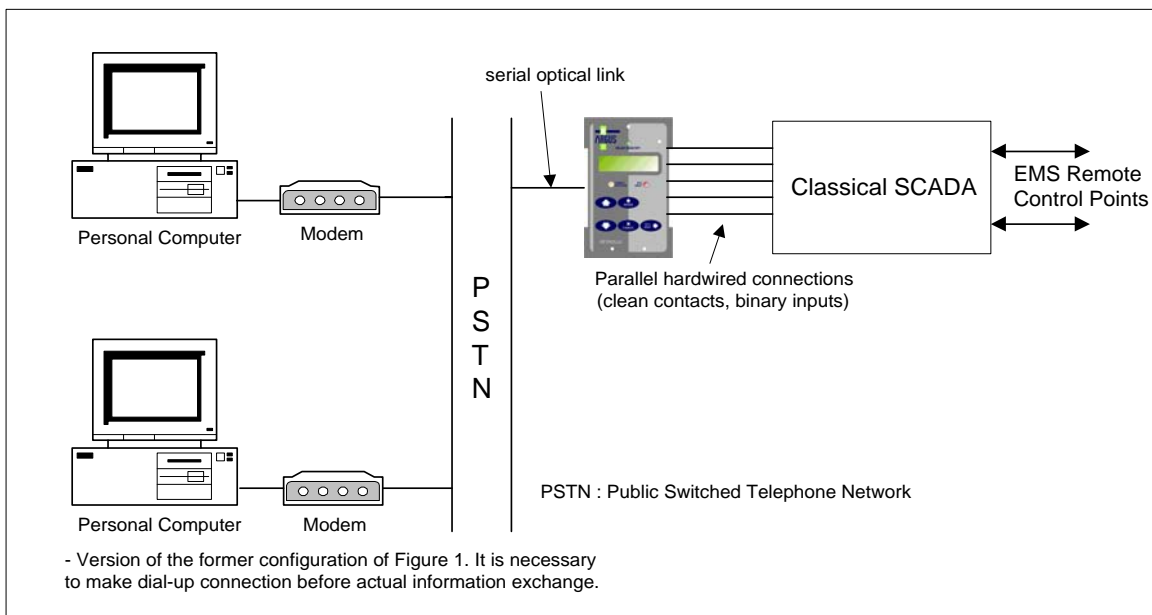 serial optical link
ARGUS
Classical SCADA
EMS Remote
Control Points
Personal Computer
Modem
Parallel hardwired connections
(clean contacts, binary inputs)
P
S
T
N
PSTN : Public Switched Telephone Network
Personal Computer
Modem
- Version of the former configuration of Figure 1. It is necessary
to make dial-up connection before actual information exchange.